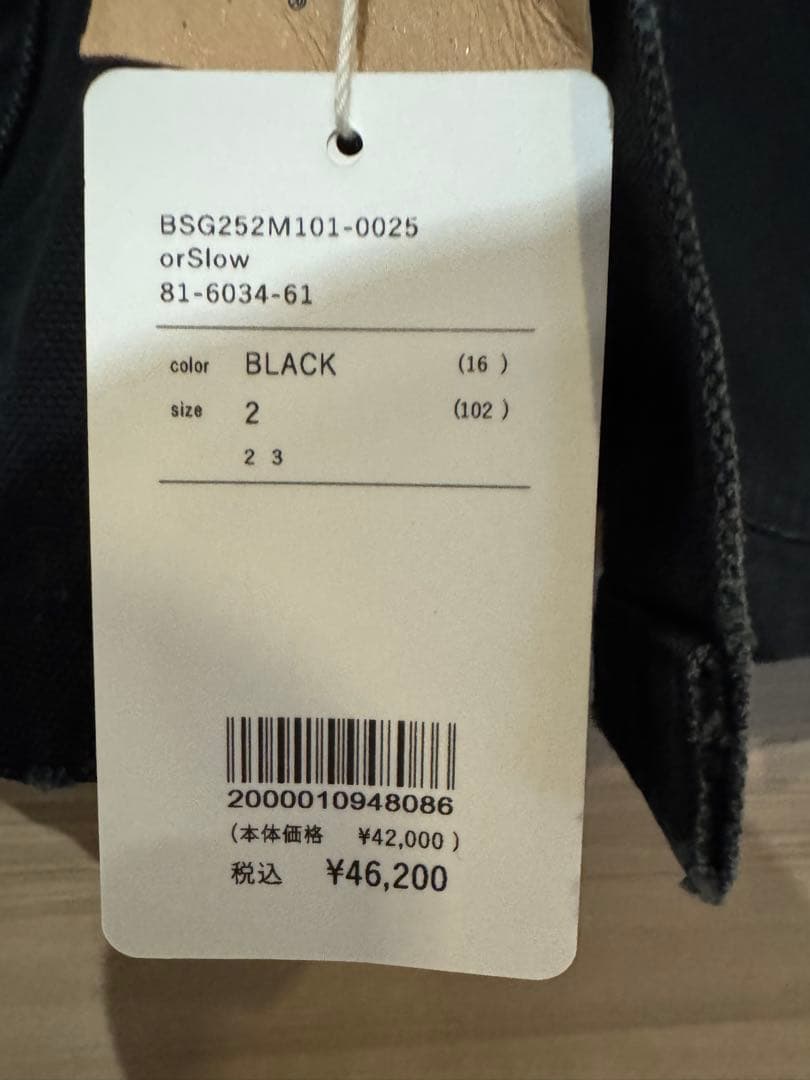 ®
BSG252M101-0025
orSlow
81-6034-61
color BLACK (16 )
size 2 (102 )
2 3
2000010948086
(本体価格 ¥42,000 )
税込 ¥46,200